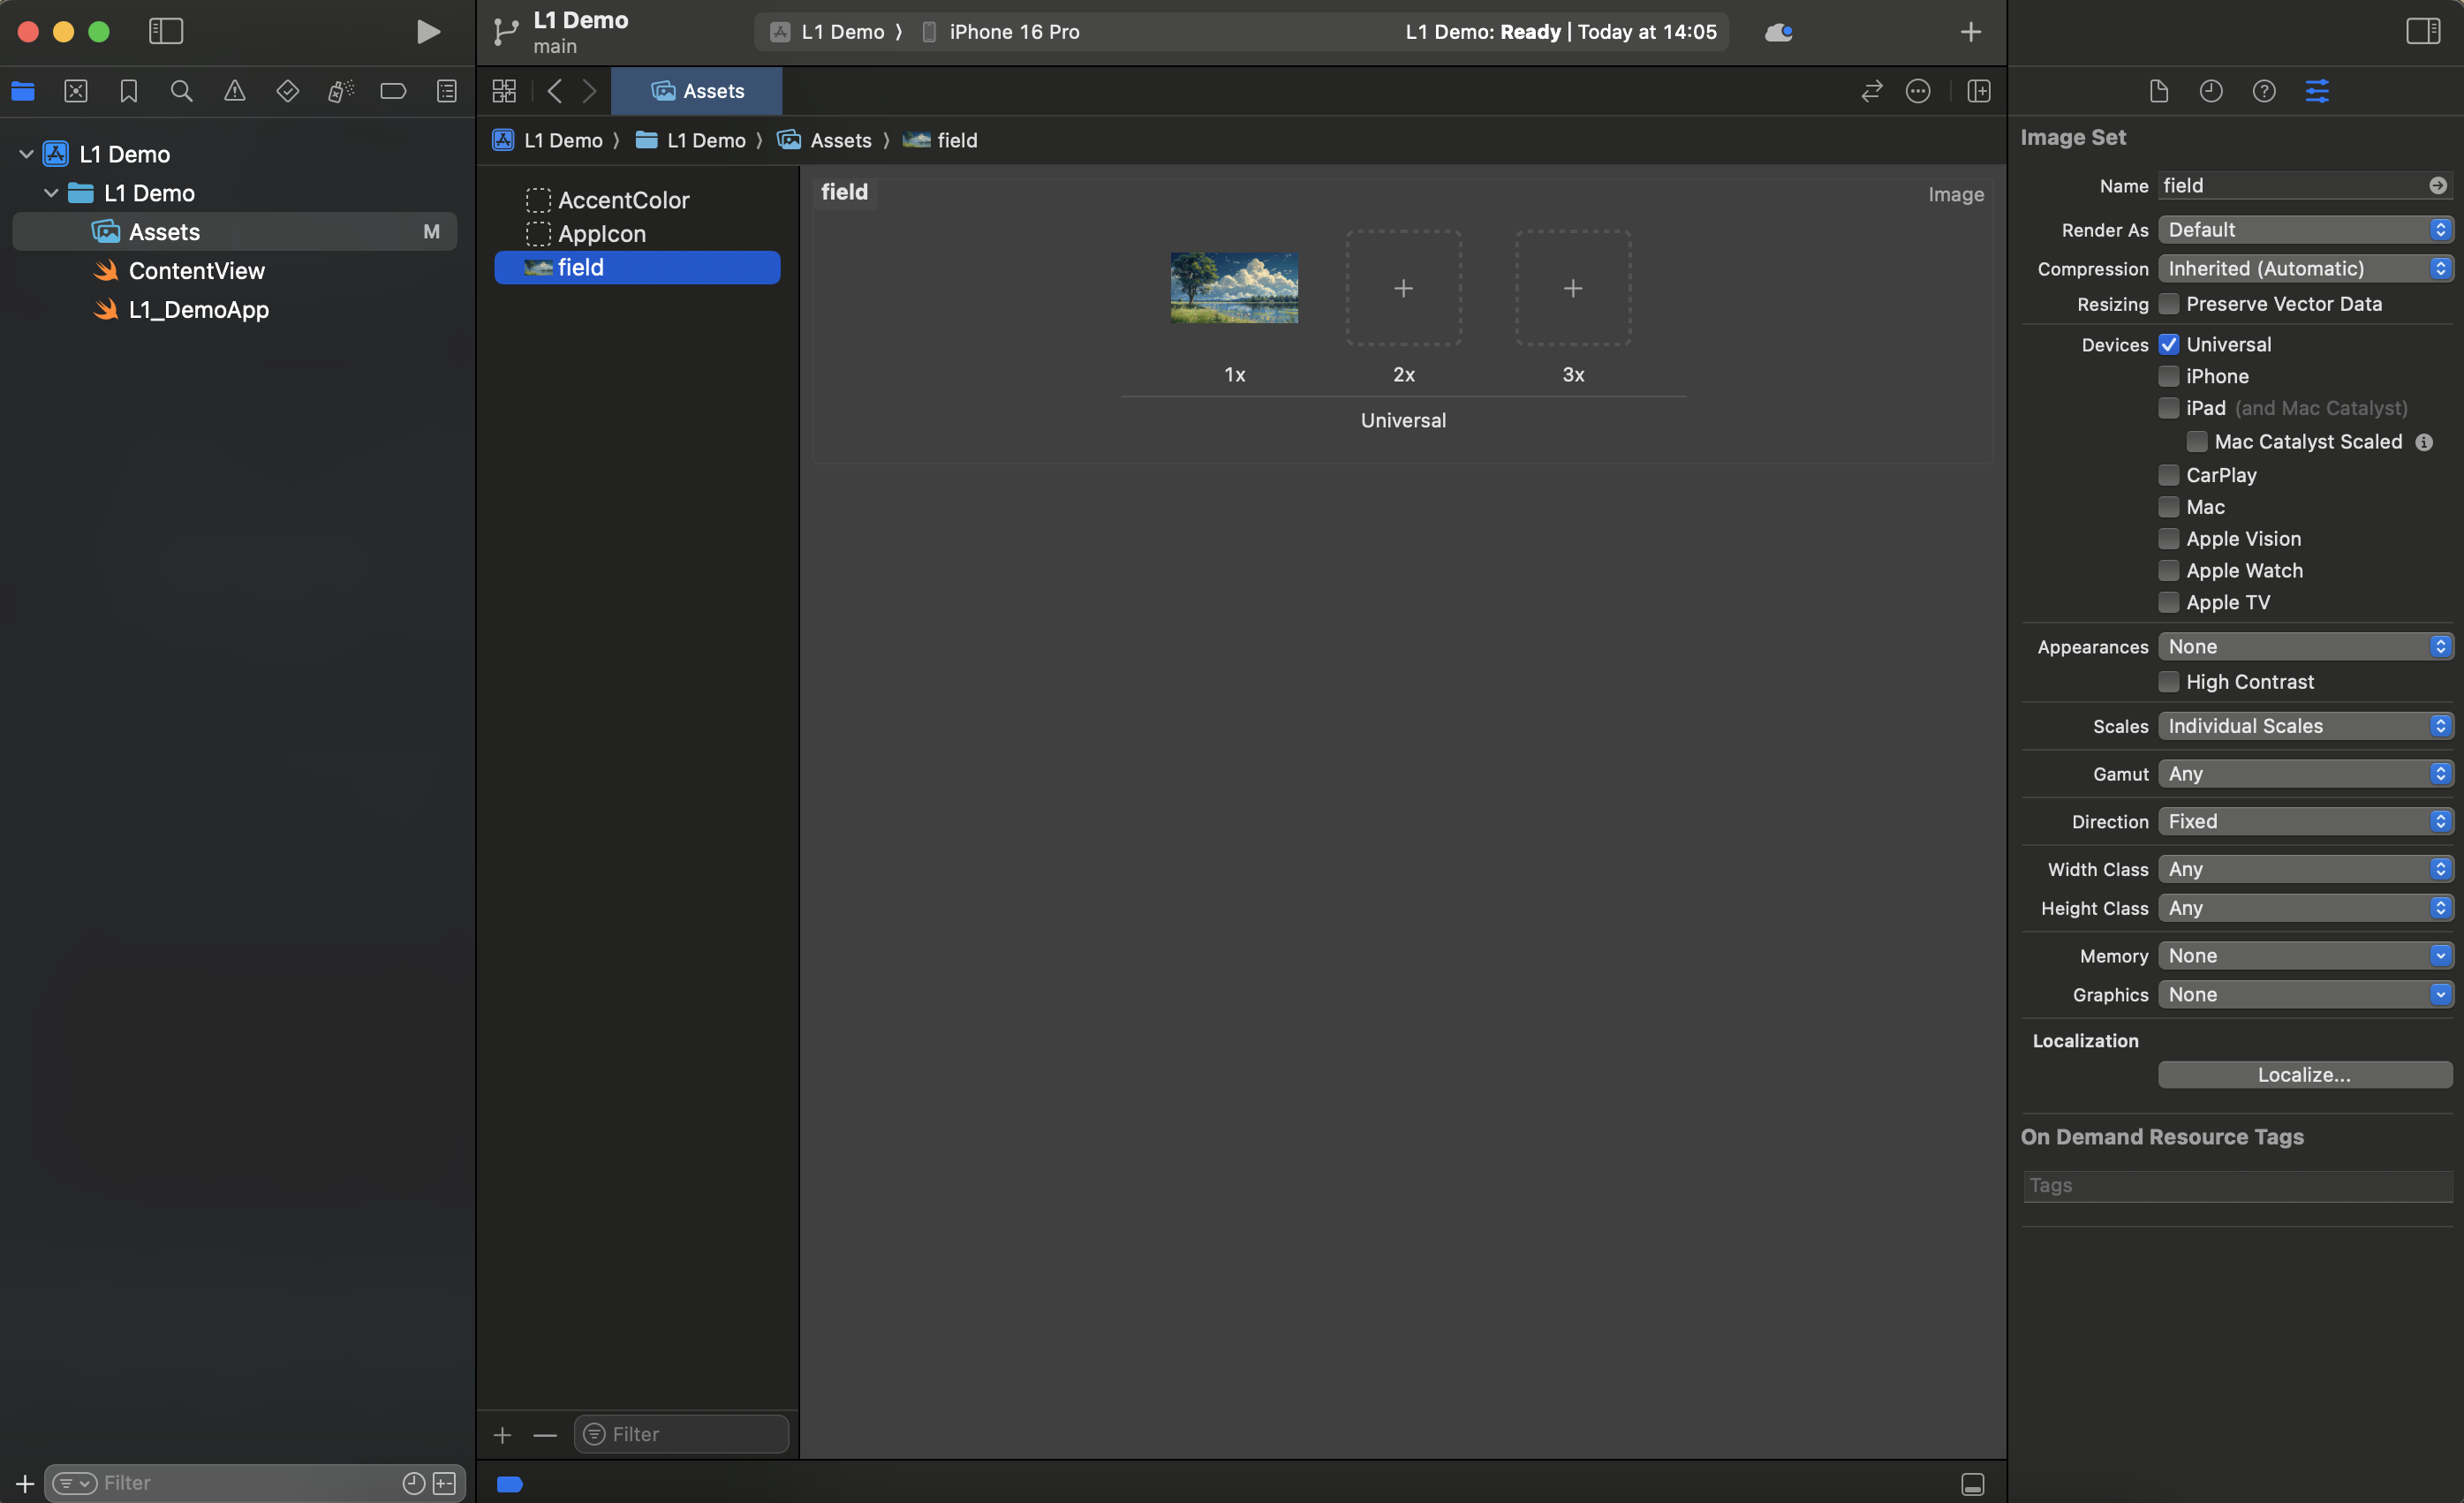 L1 Demo
main
L1 Demo 〉 iPhone 16 Pro
L1 Demo: Ready | Today at 14:05
Assets
L1 Demo 〉 L1 Demo 〉 Assets 〉 field
L1 Demo
L1 Demo
Assets M
ContentView
L1_DemoApp
Filter
AccentColor
AppIcon
field
Filter
field
Image
1x 2x 3x
Universal
Image Set
Name field
Render As Default
Compression Inherited (Automatic)
Resizing Preserve Vector Data
Devices Universal
iPhone
iPad (and Mac Catalyst)
Mac Catalyst Scaled
CarPlay
Mac
Apple Vision
Apple Watch
Apple TV
Appearances None
High Contrast
Scales Individual Scales
Gamut Any
Direction Fixed
Width Class Any
Height Class Any
Memory None
Graphics None
Localization
Localize...
On Demand Resource Tags
Tags